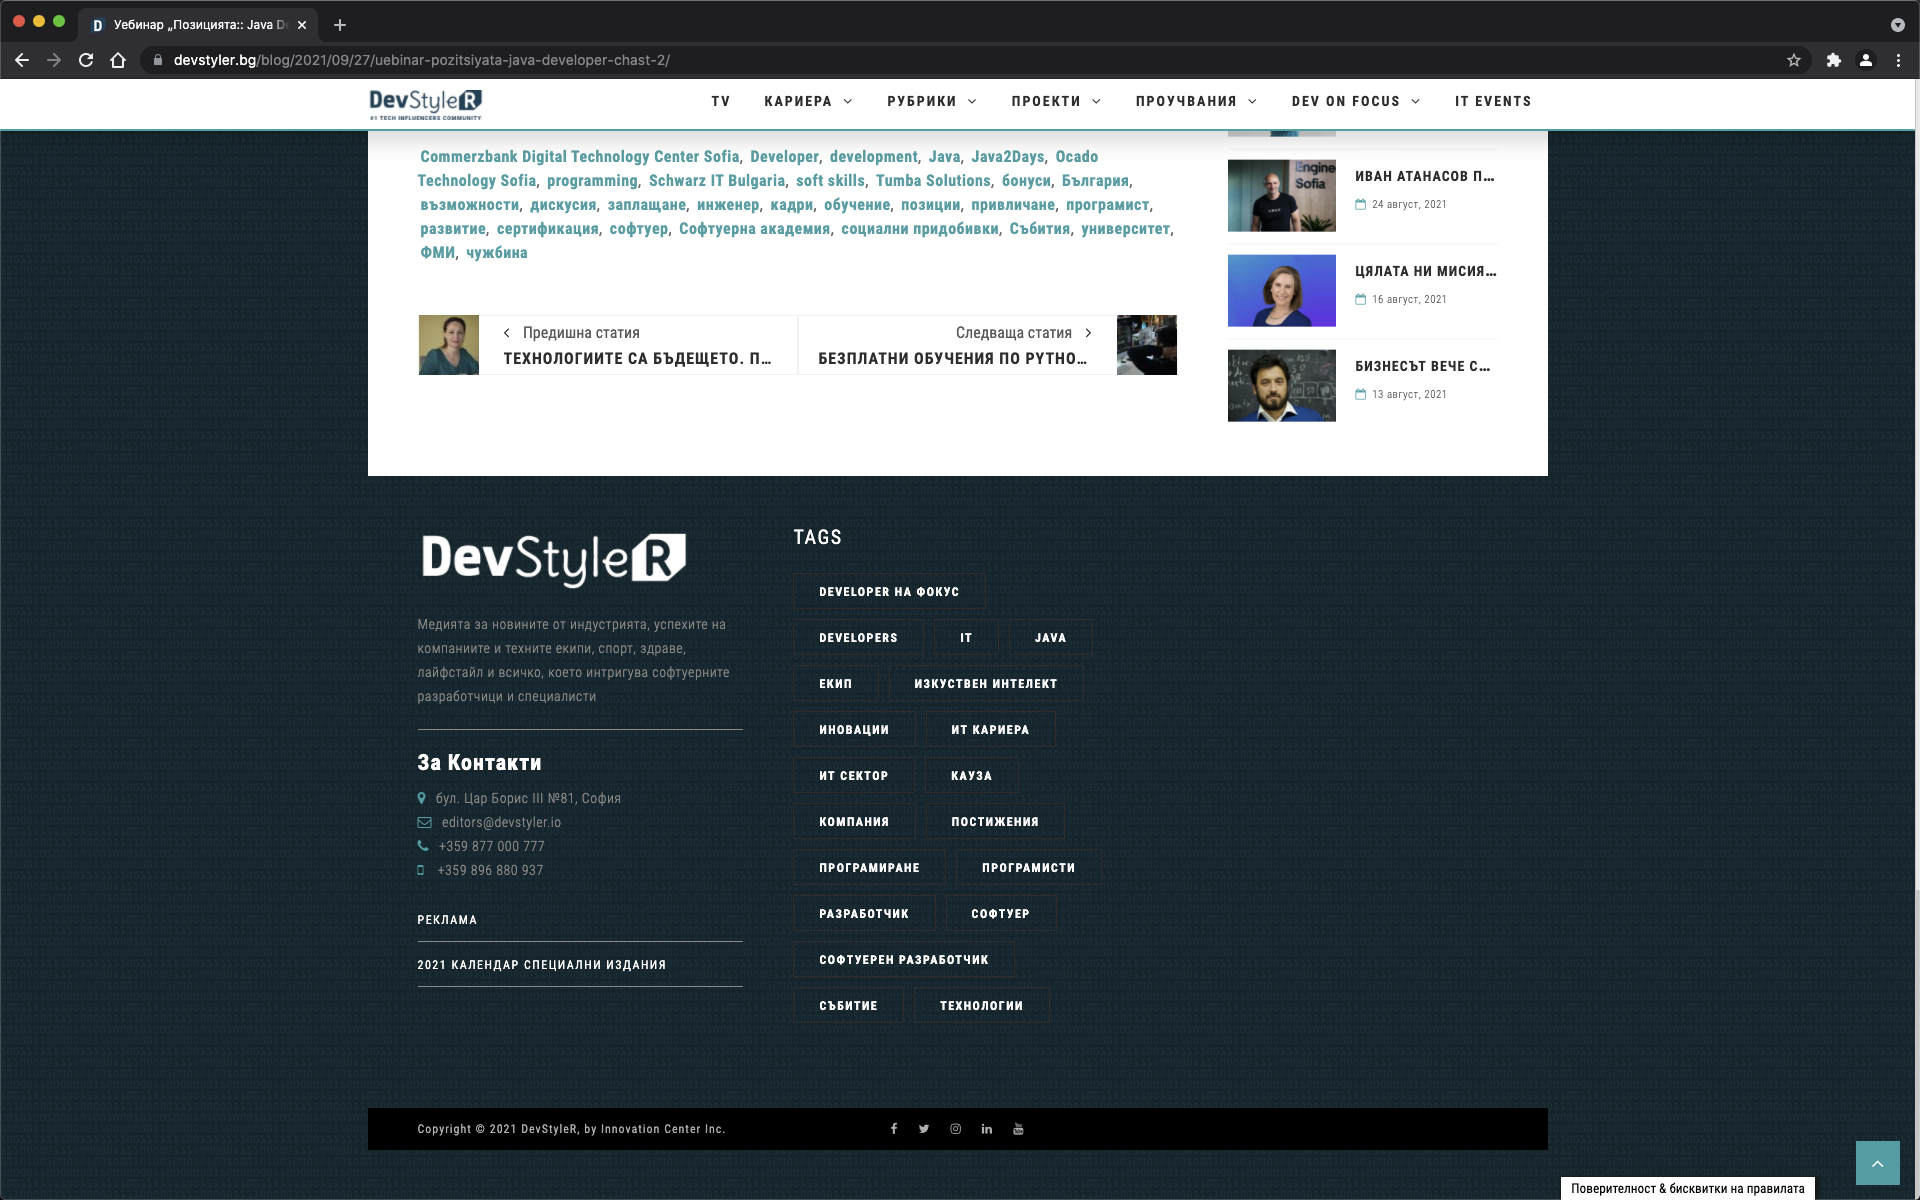 Уебинар „Позицията:: Java De
devstyler.bg/blog/2021/09/27/uebinar-pozitsiyata-java-developer-chast-2/
DevStyleR
#1 TECH INFLUENCERS COMMUNITY
TV КАРИЕРА РУБРИКИ ПРОЕКТИ ПРОУЧВАНИЯ DEV ON FOCUS IT EVENTS
Commerzbank Digital Technology Center Sofia, Developer, development, Java, Java2Days, Ocado
Technology Sofia, programming, Schwarz IT Bulgaria, soft skills, Tumba Solutions, бонуси, България,
възможности, дискусия, заплащане, инженер, кадри, обучение, позиции, привличане, програмист,
развитие, сертификация, софтуер, Софтуерна академия, социални придобивки, Събития, университет,
ФМИ, чужбина
Предишна статия
ТЕХНОЛОГИИТЕ СА БЪДЕЩЕТО. П...
Следваща статия
БЕЗПЛАТНИ ОБУЧЕНИЯ ПО PYTHO...
Engine
Sofia
ИВАН АТАНАСОВ П...
24 август, 2021
ЦЯЛАТА НИ МИСИЯ...
16 август, 2021
БИЗНЕСЪТ ВЕЧЕ С...
13 август, 2021
DevStyleR
Медията за новините от индустрията, успехите на
компаниите и техните екипи, спорт, здраве,
лайфстайл и всичко, което интригува софтуерните
разработчици и специалисти
За Контакти
бул. Цар Борис III №81, София
editors@devstyler.io
+359 877 000 777
+359 896 880 937
РЕКЛАМА
2021 КАЛЕНДАР СПЕЦИАЛНИ ИЗДАНИЯ
TAGS
DEVELOPER НА ФОКУС
DEVELOPERS IT JAVA
ЕКИП ИЗКУСТВЕН ИНТЕЛЕКТ
ИНОВАЦИИ ИТ КАРИЕРА
ИТ СЕКТОР КАУЗА
КОМПАНИЯ ПОСТИЖЕНИЯ
ПРОГРАМИРАНЕ ПРОГРАМИСТИ
РАЗРАБОТЧИК СОФТУЕР
СОФТУЕРЕН РАЗРАБОТЧИК
СЪБИТИЕ ТЕХНОЛОГИИ
Copyright © 2021 DevStyleR, by Innovation Center Inc.
Поверителност & бисквитки на правилата